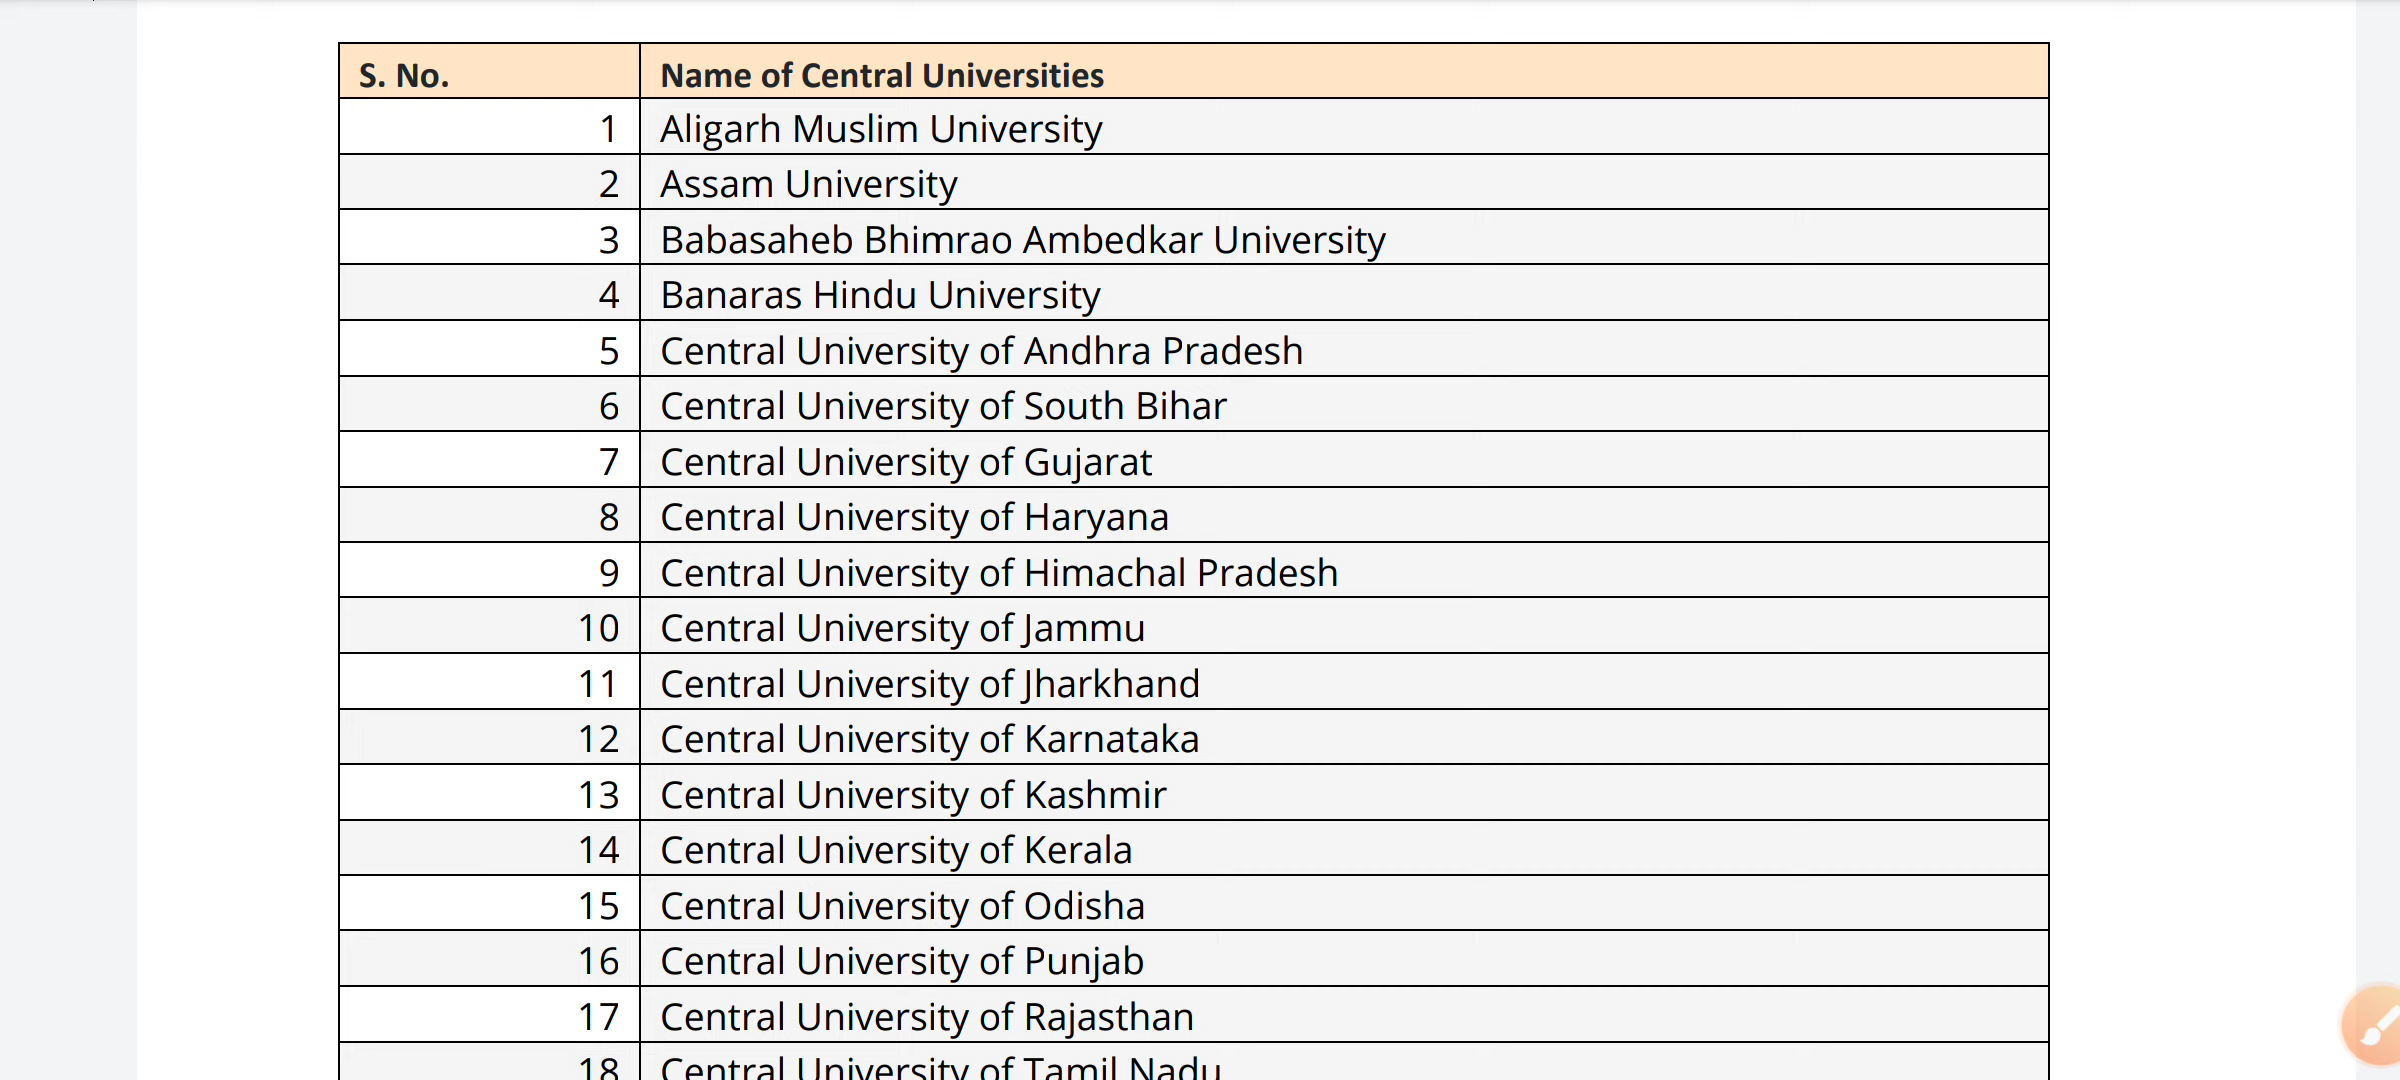 S. No. Name of Central Universities
1 Aligarh Muslim University
2 Assam University
3 Babasaheb Bhimrao Ambedkar University
4 Banaras Hindu University
5 Central University of Andhra Pradesh
6 Central University of South Bihar
7 Central University of Gujarat
8 Central University of Haryana
9 Central University of Himachal Pradesh
10 Central University of Jammu
11 Central University of Jharkhand
12 Central University of Karnataka
13 Central University of Kashmir
14 Central University of Kerala
15 Central University of Odisha
16 Central University of Punjab
17 Central University of Rajasthan
18 Central University of Tamil Nadu